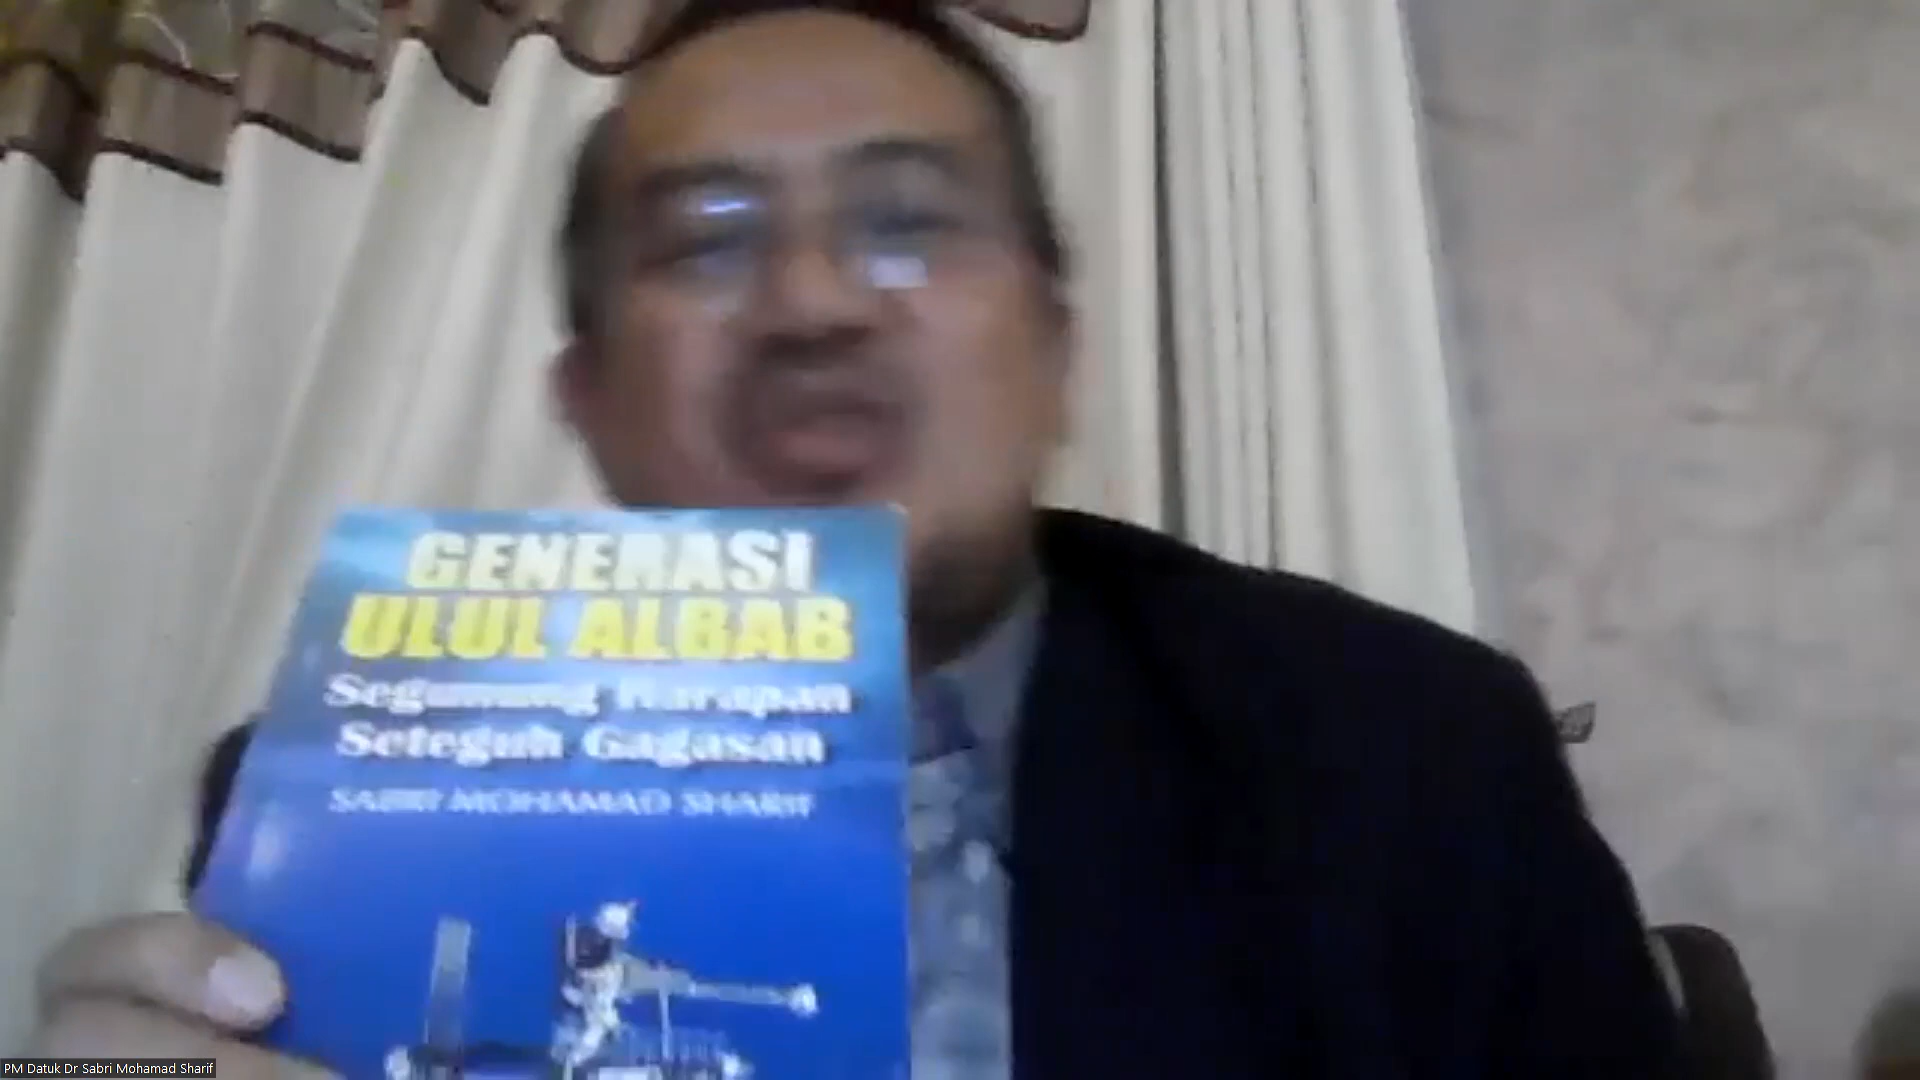 GENERASI
ULUL ALBAB
Segunung Harapan
Seteguh Gagasan
SABRI MOHAMAD SHARIF
PM Datuk Dr Sabri Mohamad Sharif